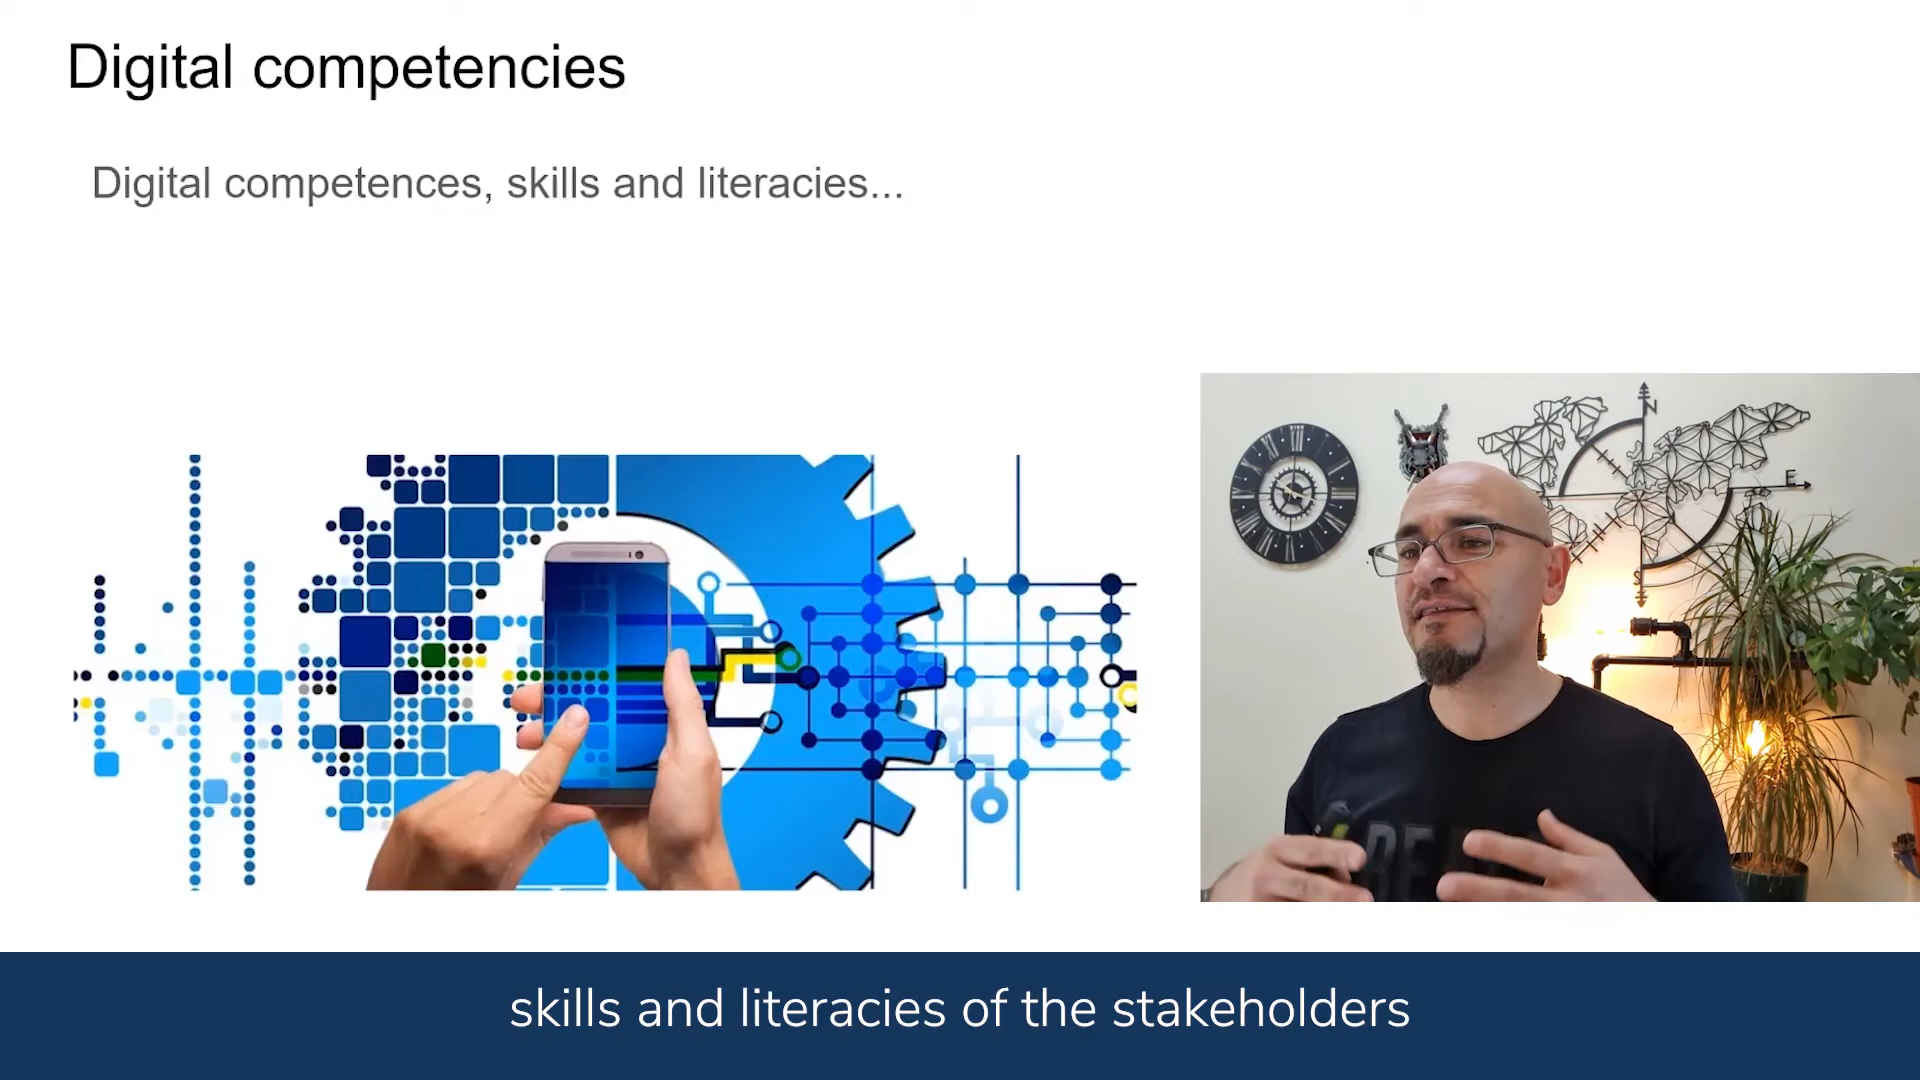 Digital competencies
Digital competences, skills and literacies...
N
E
S
skills and literacies of the stakeholders